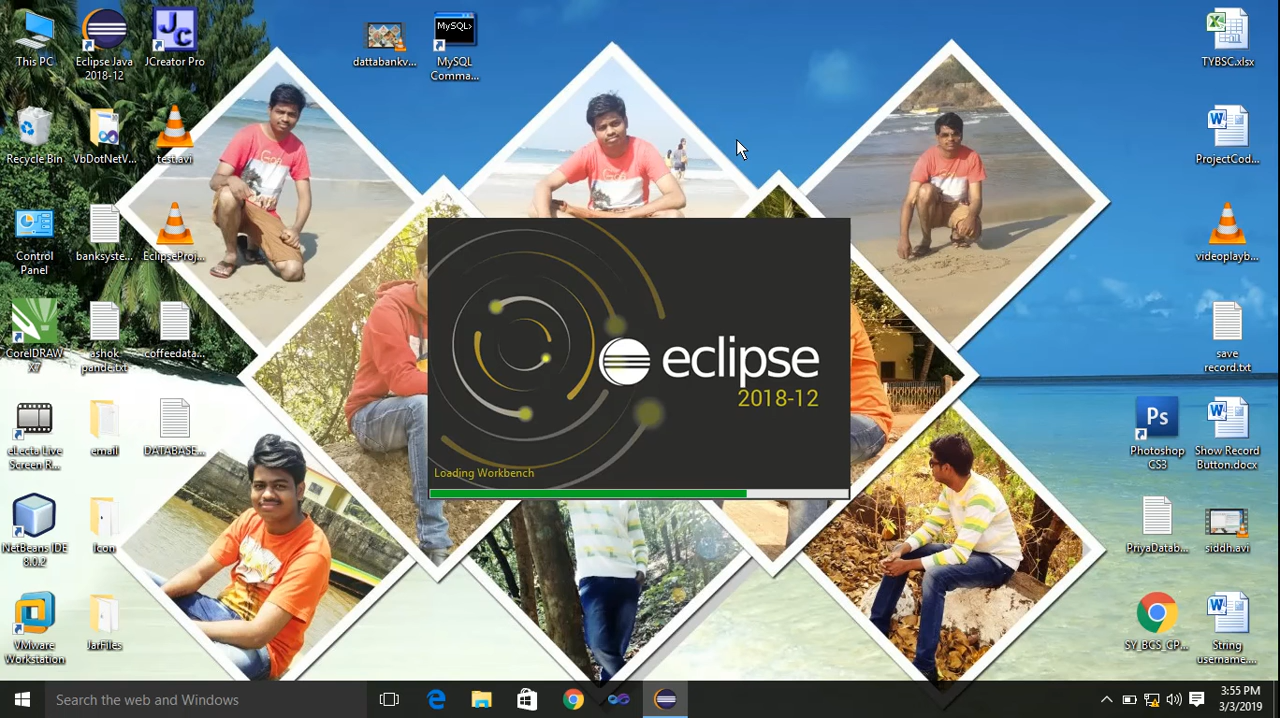 This PC
Eclipse Java
2018-12
JCreator Pro
dattabankv...
MySQL>
MySQL
Comma...
TYBSC.xlsx
Recycle Bin
VbDotNetV...
test.avi
ProjectCod...
Control
Panel
banksyste...
EclipseProj...
videoplayb...
CorelDRAW
X7
ashok
pande.txt
coffeedata...
save
record.txt
eclipse
2018-12
Loading Workbench
eLecta Live
Screen R...
email
DATABASE...
Ps
Photoshop
CS3
Show Record
Button.docx
NetBeans IDE
8.0.2
Icon
PriyaDatab...
siddh.avi
VMware
Workstation
JarFiles
SY_BCS_CP...
String
username....
Search the web and Windows
3:55 PM
3/3/2019